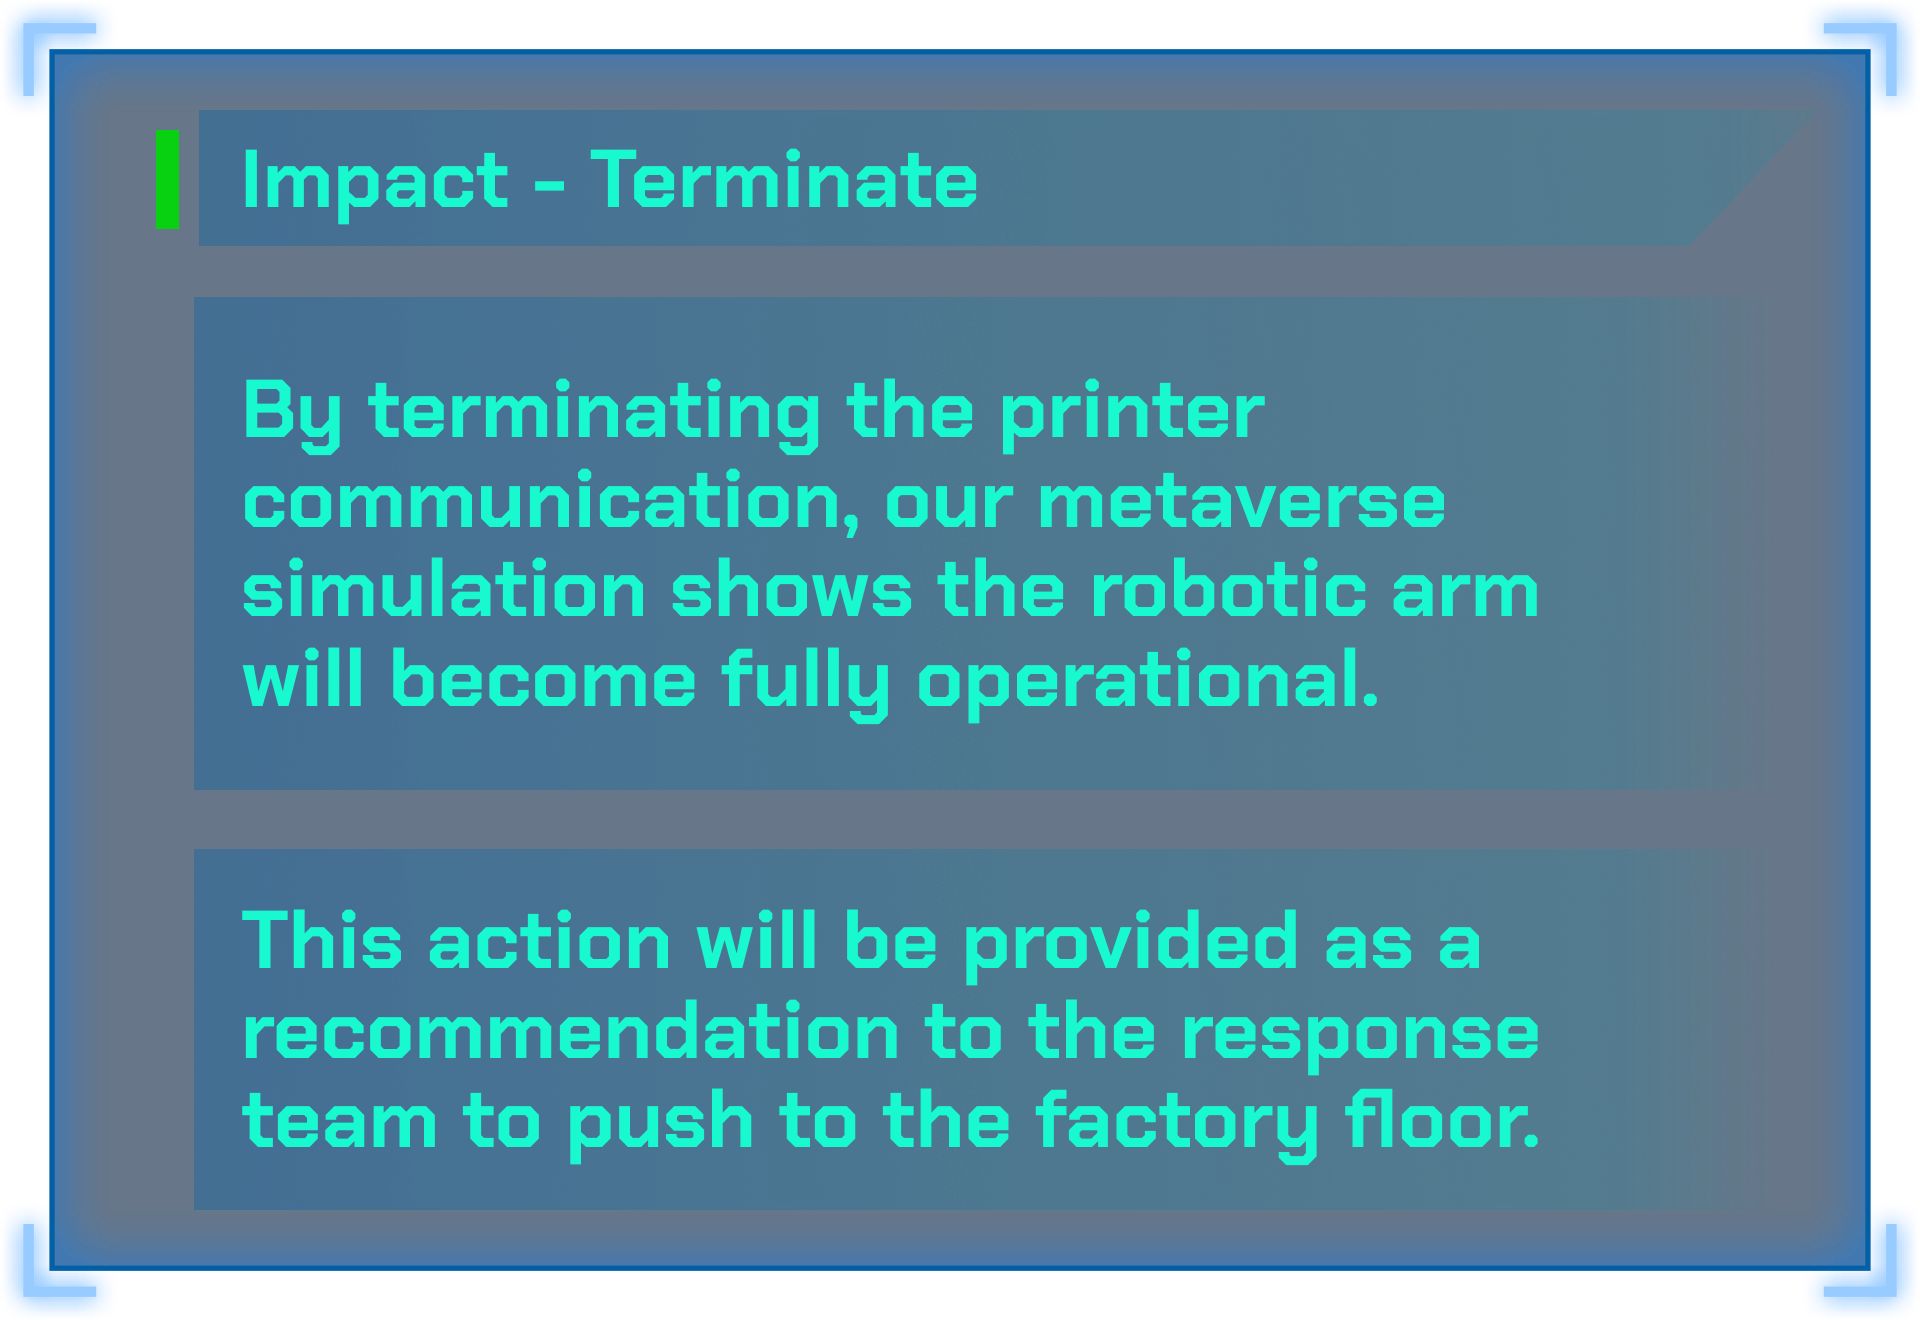 Impact - Terminate
By terminating the printer
communication, our metaverse
simulation shows the robotic arm
will become fully operational.
This action will be provided as a
recommendation to the response
team to push to the factory floor.